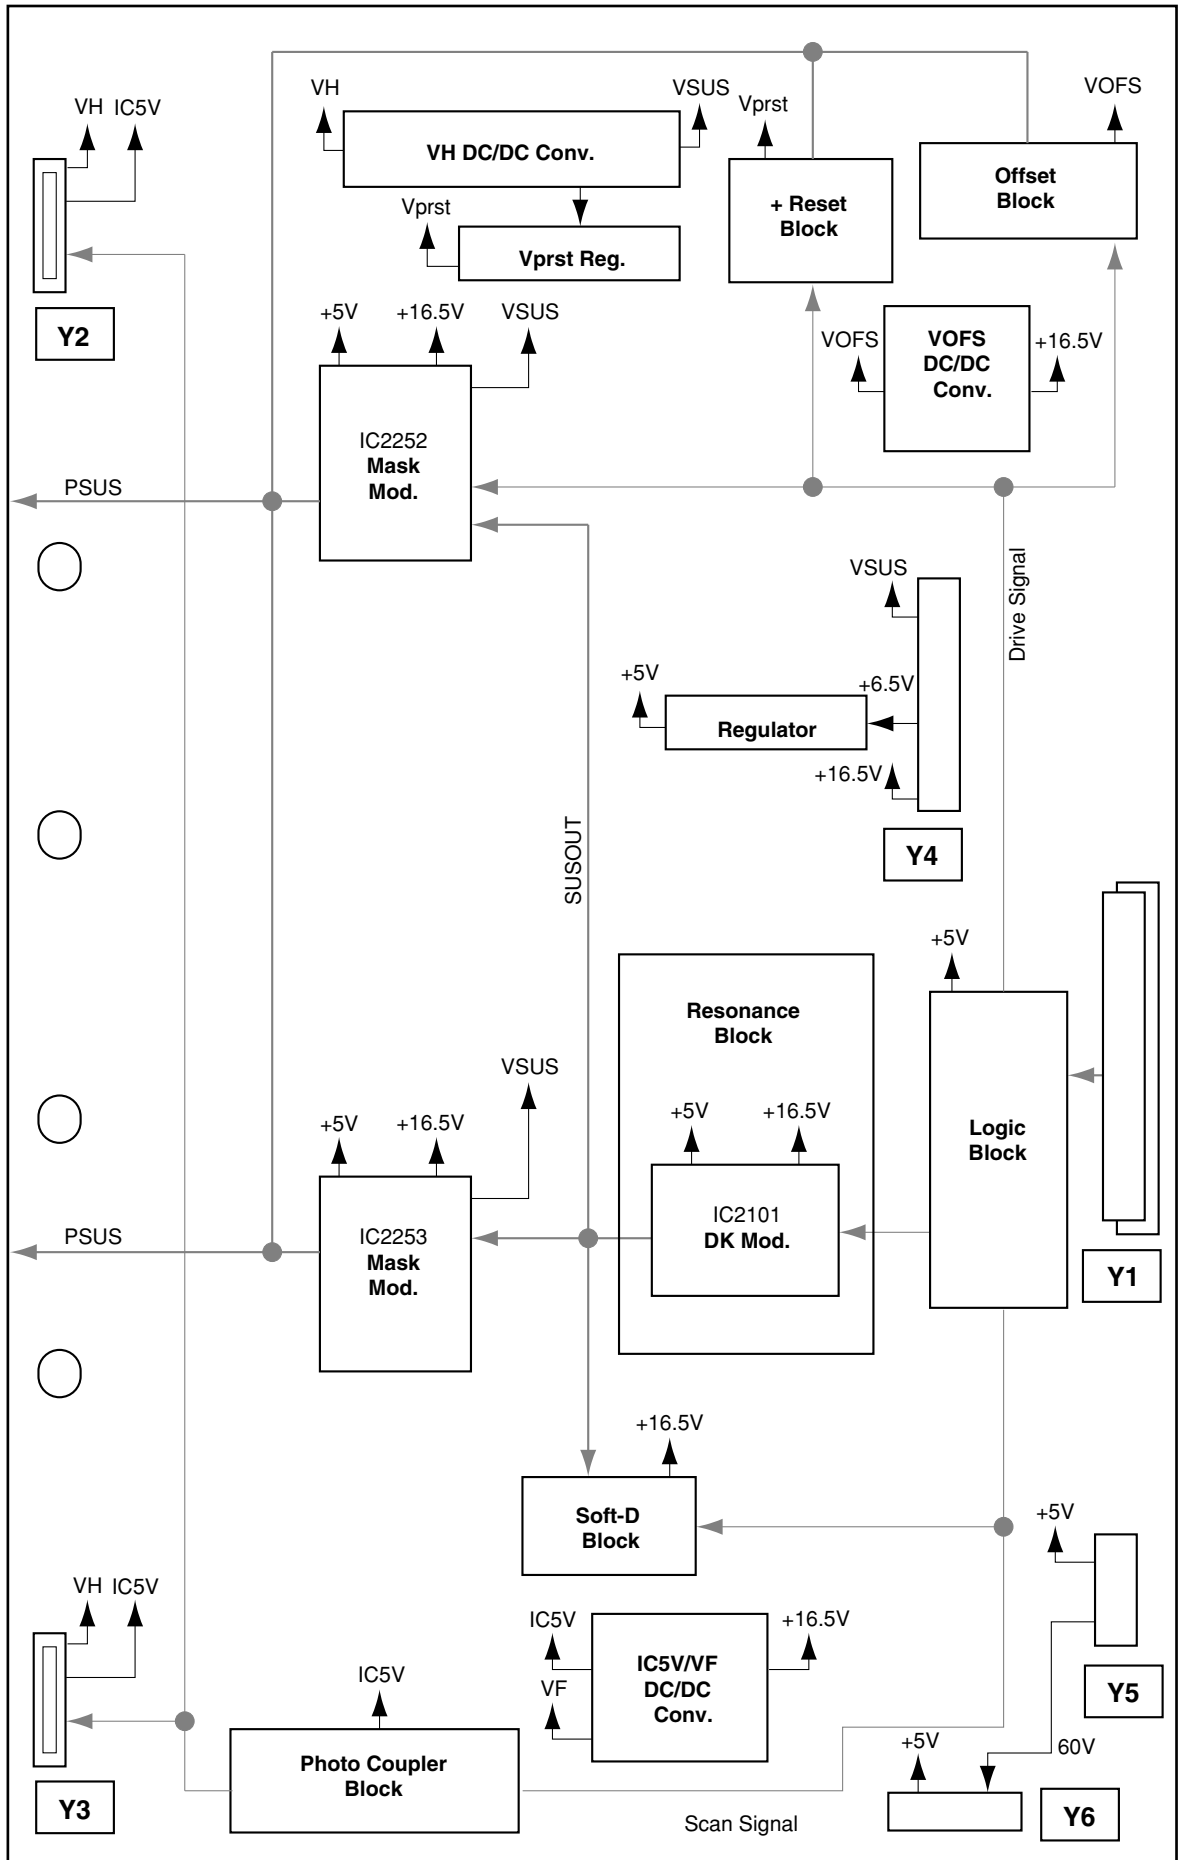 VH IC5V
VH
VSUS
Vprst
VOFS
VH DC/DC Conv.
+ Reset
Block
Offset
Block
Vprst
Vprst Reg.
Y2
+5V
+16.5V
VSUS
VOFS
VOFS
DC/DC
Conv.
+16.5V
IC2252
Mask
Mod.
PSUS
Drive Signal
VSUS
+5V
+6.5V
Regulator
+16.5V
Y4
SUSOUT
+5V
Resonance
Block
VSUS
+5V
+16.5V
+5V
+16.5V
Logic
Block
IC2101
DK Mod.
IC2253
Mask
Mod.
PSUS
Y1
+16.5V
Soft-D
Block
+5V
VH IC5V
IC5V
VF
IC5V/VF
DC/DC
Conv.
+16.5V
IC5V
Y5
+5V
60V
Photo Coupler
Block
Y3
Scan Signal
Y6